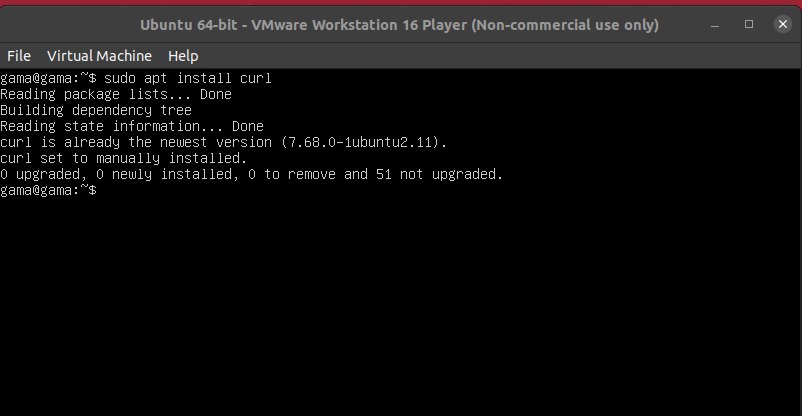 Ubuntu 64-bit - VMware Workstation 16 Player (Non-commercial use only)
File Virtual Machine Help
gama@gama:~$ sudo apt install curl
Reading package lists... Done
Building dependency tree
Reading state information... Done
curl is already the newest version (7.68.0-1ubuntu2.11).
curl set to manually installed.
0 upgraded, 0 newly installed, 0 to remove and 51 not upgraded.
gama@gama:~$